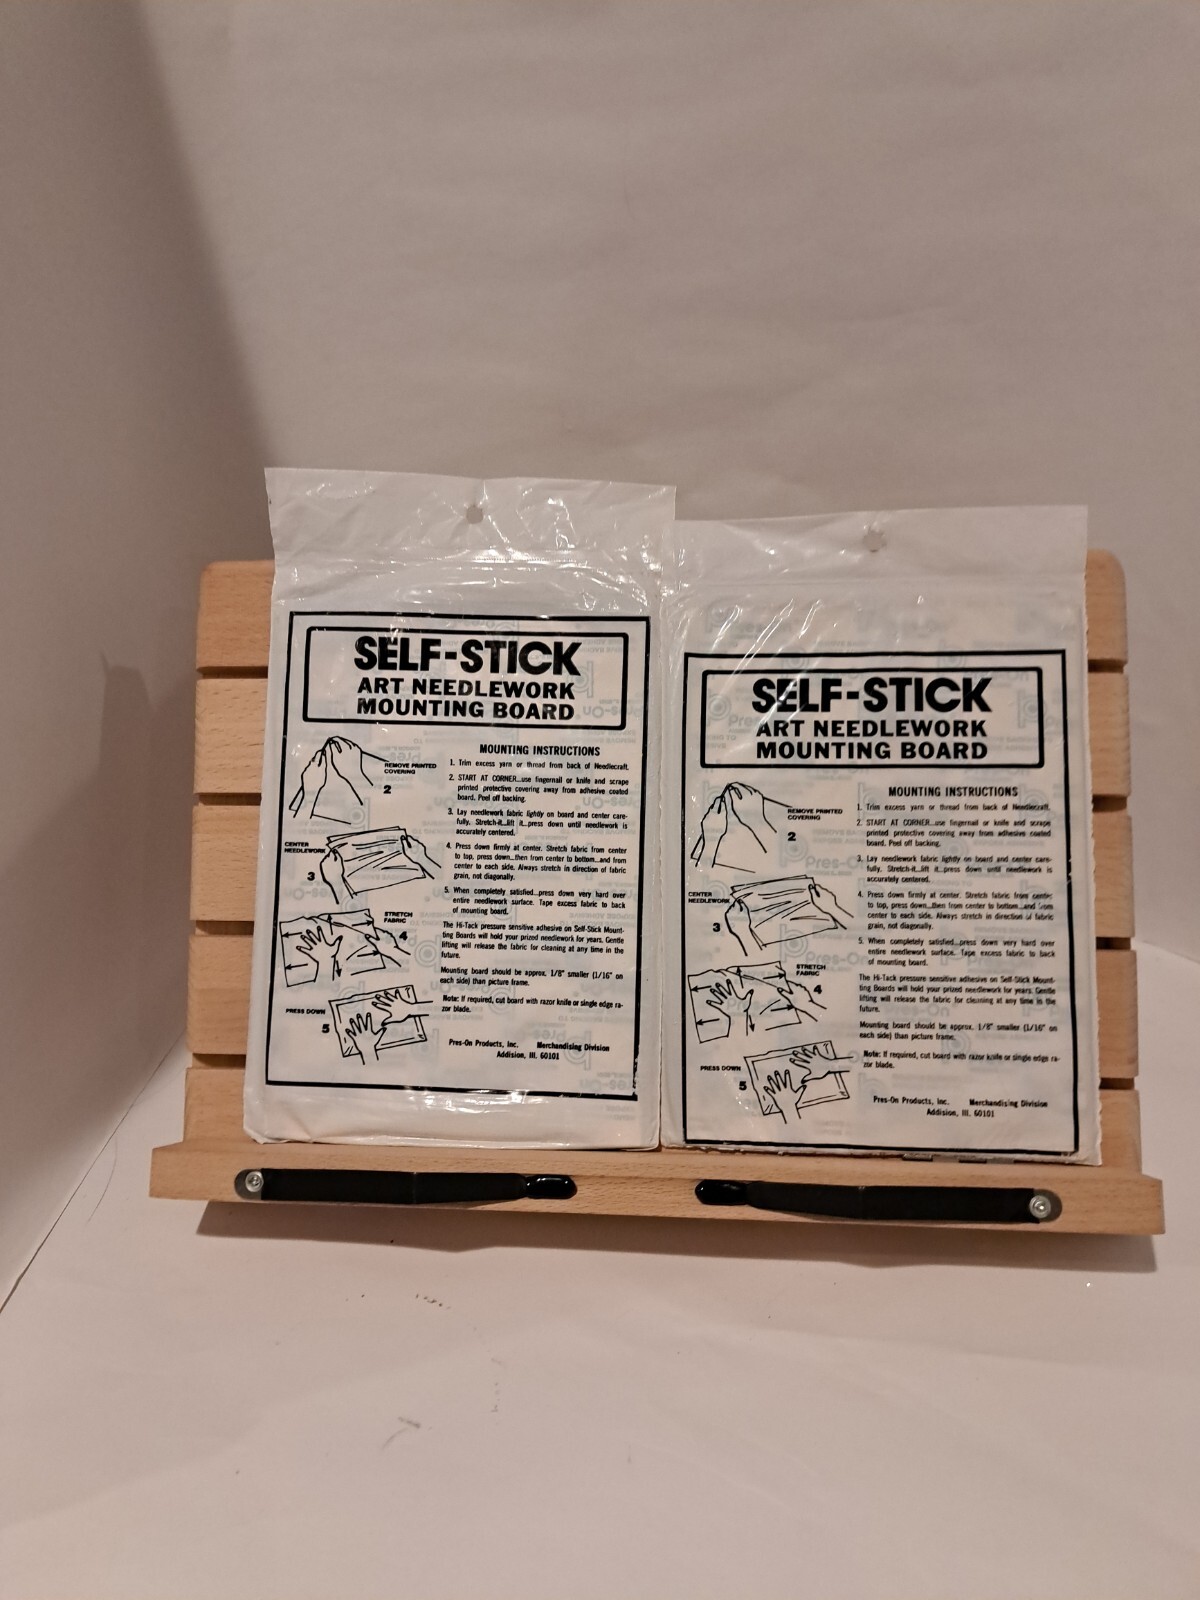 SELF-STICK
ART NEEDLEWORK
MOUNTING BOARD
MOUNTING INSTRUCTIONS
1. Trim excess yarn or thread from back of Needlecraft.
2. START AT CORNER...use fingernail or knife and scrape
printed protective covering away from adhesive coated
board. Peel off backing.
3. Lay needlework fabric lightly on board and center care-
fully. Stretch-it...lift it...press down until needlework is
accurately centered.
4. Press down firmly at center. Stretch fabric from center
to top, press down...then from center to bottom...and from
center to each side. Always stretch in direction of fabric
grain, not diagonally.
5. When completely satisfied...press down very hard over
entire needlework surface. Tape excess fabric to back
of mounting board.
The Hi-Tack pressure sensitive adhesive on Self-Stick Mount-
ing Boards will hold your prized needlework for years. Gentle
lifting will release the fabric for cleaning at any time in the
future.
Mounting board should be approx. 1/8" smaller (1/16" on
each side) than picture frame.
Note: If required, cut board with razor knife or single edge ra-
zor blade.
Pres-On Products, Inc. Merchandising Division
Addision, Ill. 60101
REMOVE PRINTED
COVERING
2
CENTER
NEEDLEWORK
3
STRETCH
FABRIC
4
PRESS DOWN
5
SELF-STICK
ART NEEDLEWORK
MOUNTING BOARD
MOUNTING INSTRUCTIONS
1. Trim excess yarn or thread from back of Needlecraft.
2. START AT CORNER...use fingernail or knife and scrape
printed protective covering away from adhesive coated
board. Peel off backing.
3. Lay needlework fabric lightly on board and center care-
fully. Stretch-it...lift it...press down until needlework is
accurately centered.
4. Press down firmly at center. Stretch fabric from center
to top, press down...then from center to bottom...and from
center to each side. Always stretch in direction of fabric
grain, not diagonally.
5. When completely satisfied...press down very hard over
entire needlework surface. Tape excess fabric to back
of mounting board.
The Hi-Tack pressure sensitive adhesive on Self-Stick Mount-
ing Boards will hold your prized needlework for years. Gentle
lifting will release the fabric for cleaning at any time in the
future.
Mounting board should be approx. 1/8" smaller (1/16" on
each side) than picture frame.
Note: If required, cut board with razor knife or single edge ra-
zor blade.
Pres-On Products, Inc. Merchandising Division
Addision, Ill. 60101
REMOVE PRINTED
COVERING
2
CENTER
NEEDLEWORK
3
STRETCH
FABRIC
4
PRESS DOWN
5
Pres-On
Pres-On
Pres-On